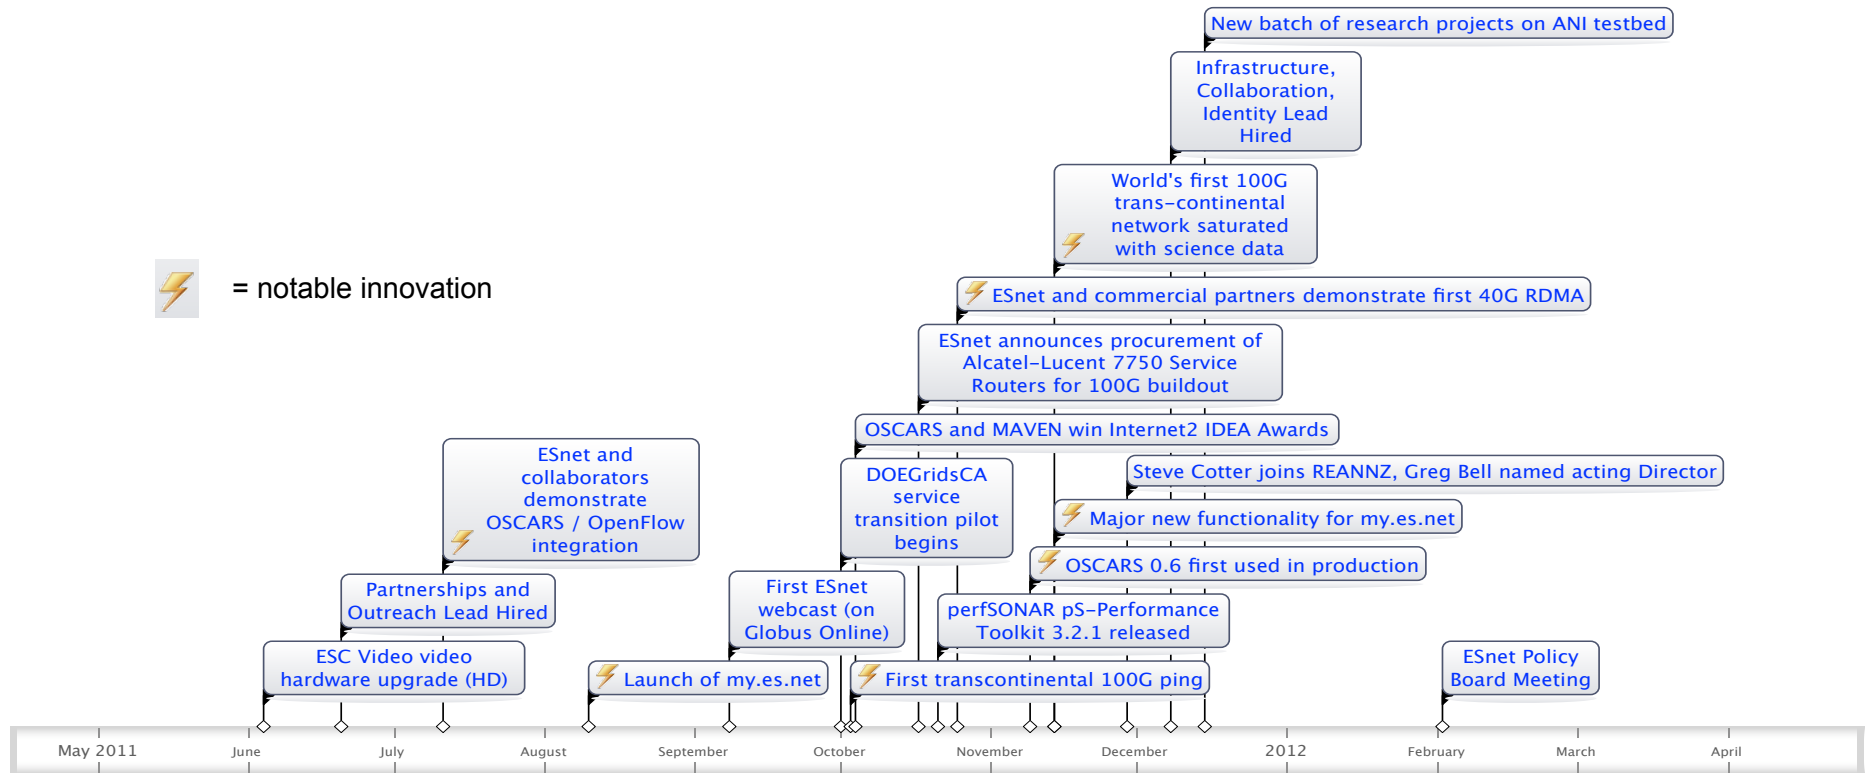 New batch of research projects on ANI testbed
Infrastructure,
Collaboration,
Identity Lead
Hired
World's first 100G
trans-continental
network saturated
with science data
= notable innovation
ESnet and commercial partners demonstrate first 40G RDMA
ESnet announces procurement of
Alcatel-Lucent 7750 Service
Routers for 100G buildout
OSCARS and MAVEN win Internet2 IDEA Awards
ESnet and
collaborators
demonstrate
OSCARS / OpenFlow
integration
DOEGridsCA
service
transition pilot
begins
Steve Cotter joins REANNZ, Greg Bell named acting Director
Major new functionality for my.es.net
OSCARS 0.6 first used in production
Partnerships and
Outreach Lead Hired
First ESnet
webcast (on
Globus Online)
perfSONAR pS-Performance
Toolkit 3.2.1 released
ESC Video video
hardware upgrade (HD)
Launch of my.es.net
First transcontinental 100G ping
ESnet Policy
Board Meeting
May 2011 June July August September October November December 2012 February March April